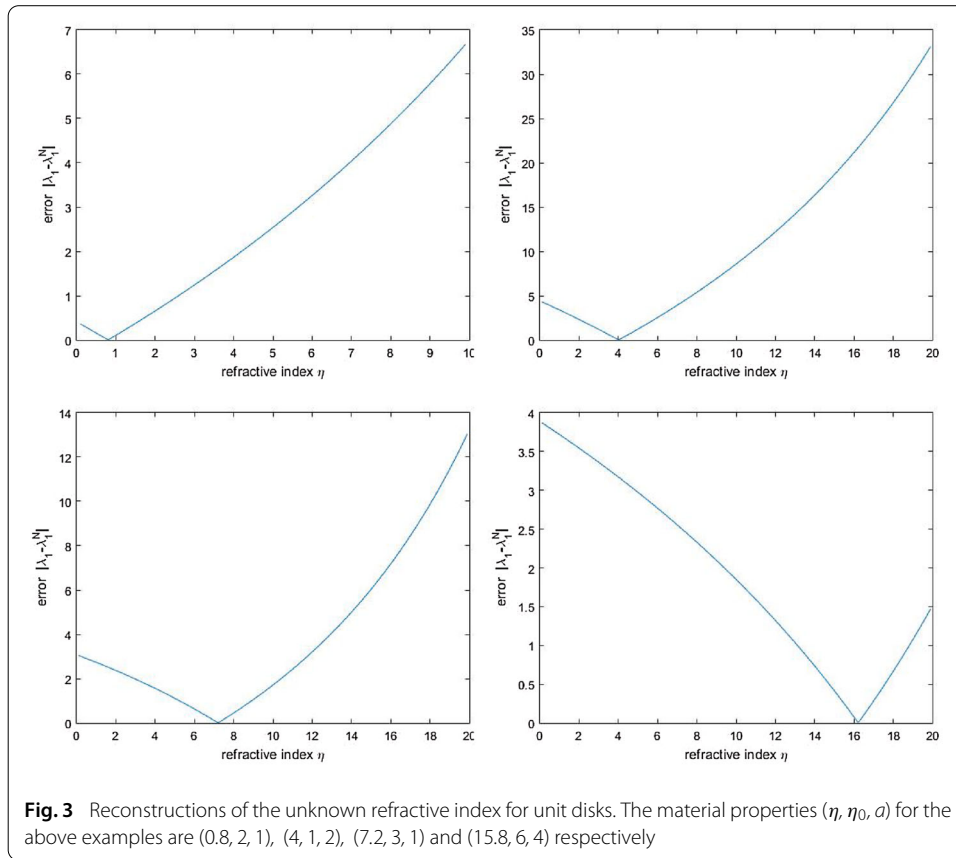 7
6
5
4
3
2
1
0
error |λ₁-λ₁ᴺ|
0 1 2 3 4 5 6 7 8 9 10
refractive index η
35
30
25
20
15
10
5
0
error |λ₁-λ₁ᴺ|
0 2 4 6 8 10 12 14 16 18 20
refractive index η
14
12
10
8
6
4
2
0
error |λ₁-λ₁ᴺ|
0 2 4 6 8 10 12 14 16 18 20
refractive index η
4
3.5
3
2.5
2
1.5
1
0.5
0
error |λ₁-λ₁ᴺ|
0 2 4 6 8 10 12 14 16 18 20
refractive index η
Fig. 3 Reconstructions of the unknown refractive index for unit disks. The material properties (η, η₀, a) for the
above examples are (0.8, 2, 1), (4, 1, 2), (7.2, 3, 1) and (15.8, 6, 4) respectively